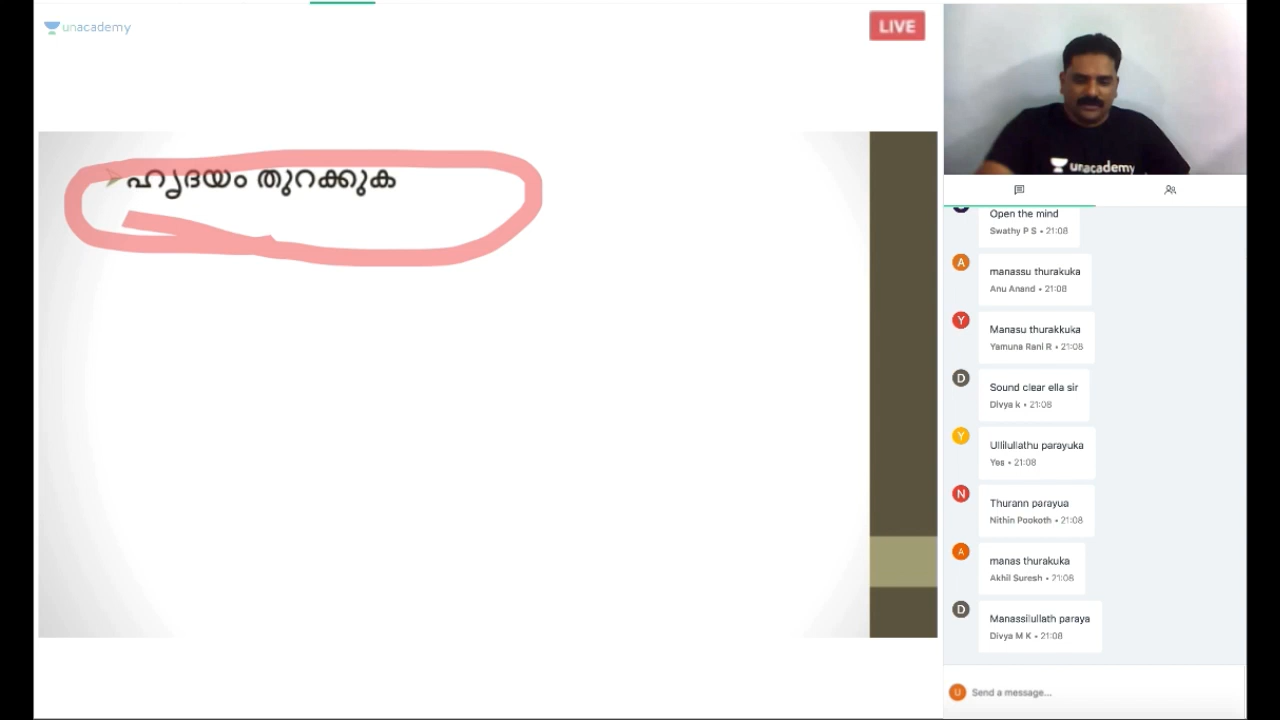 unacademy
LIVE
ഹൃദയം തുറക്കുക
unacademy
Open the mind
Swathy P S • 21:08
A
manassu thurakuka
Anu Anand • 21:08
Y
Manasu thurakkuka
Yamuna Rani R • 21:08
D
Sound clear ella sir
Divya k • 21:08
Y
Ullilullathu parayuka
Yes • 21:08
N
Thurann parayua
Nithin Pookoth • 21:08
A
manas thurakuka
Akhil Suresh • 21:08
D
Manassilullath paraya
Divya M K • 21:08
U
Send a message...